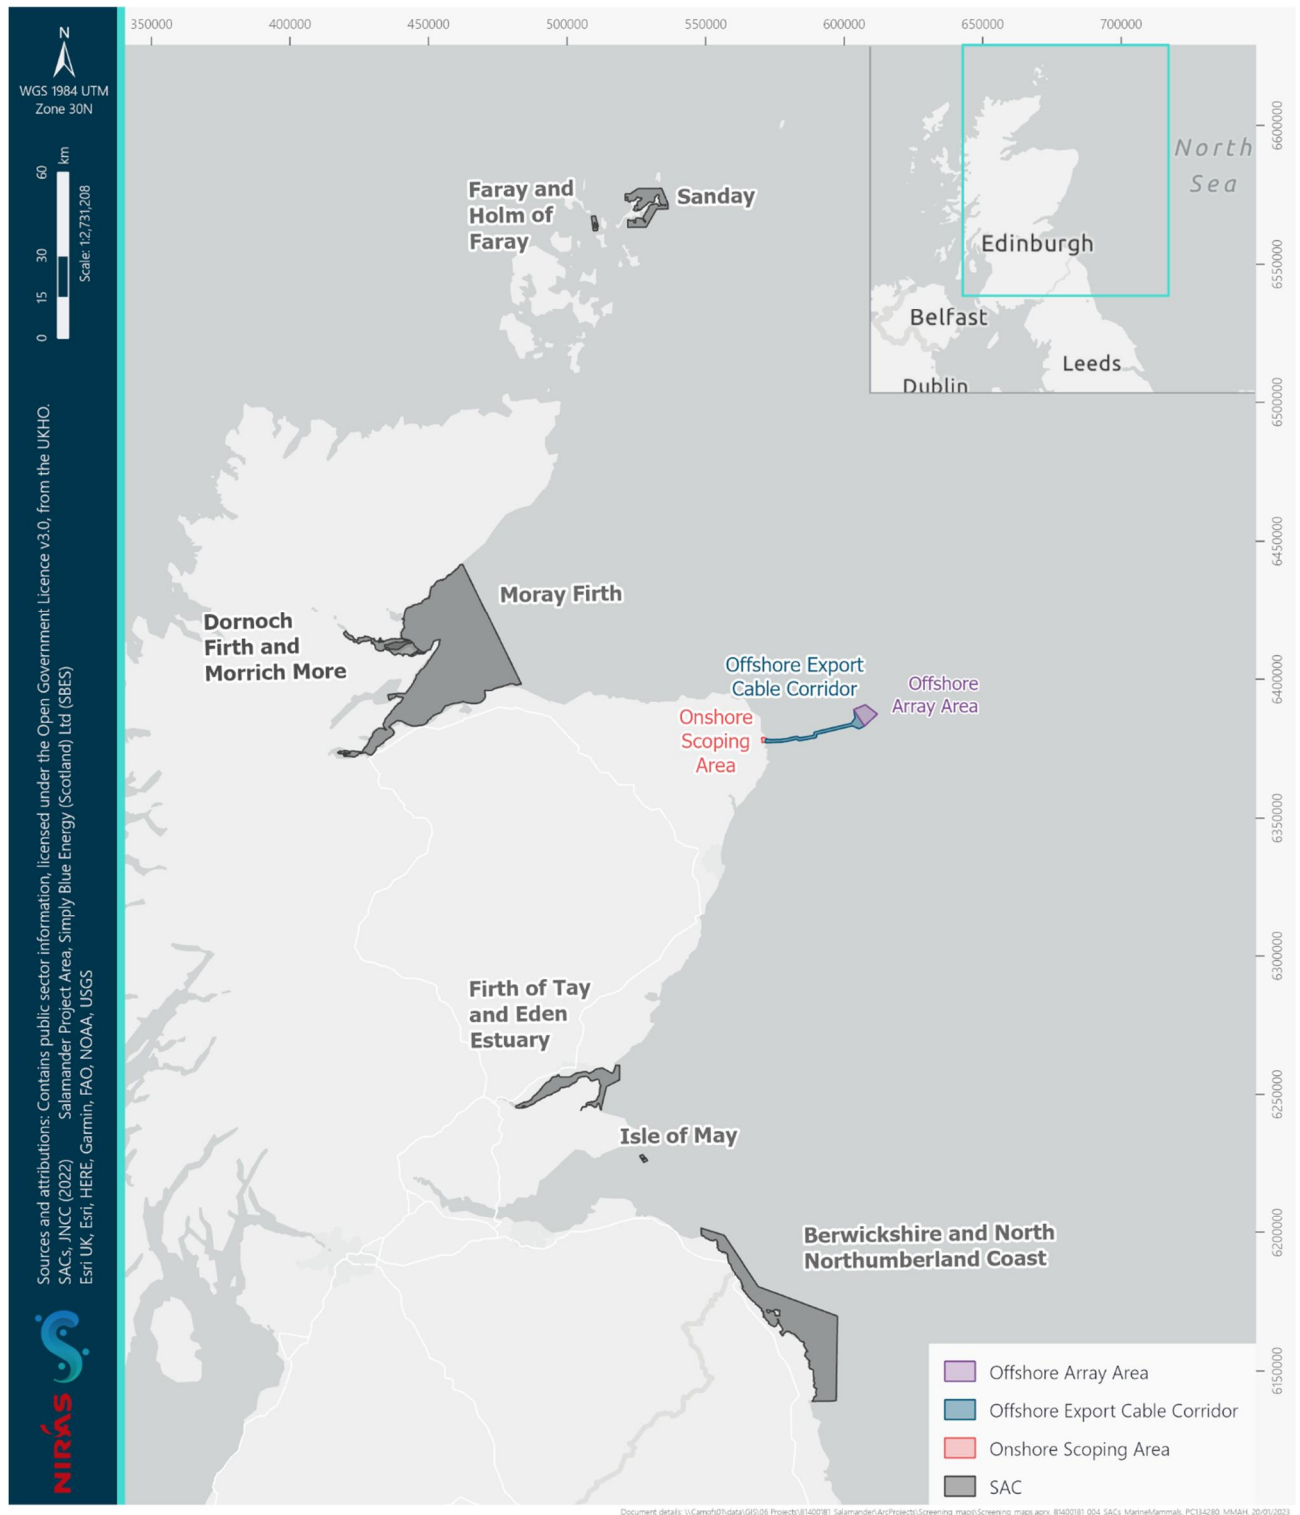 350000
400000
450000
500000
550000
600000
650000
700000
N
WGS 1984 UTM
Zone 30N
km
60
30
15
0
Scale: 1:2,731,208
Sources and attributions: Contains public sector information, licensed under the Open Government Licence v3.0, from the UKHO.
SACs, JNCC (2022) Salamander Project Area, Simply Blue Energy (Scotland) Ltd (SBES)
Esri UK, Esri, HERE, Garmin, FAO, NOAA, USGS
NIRAS
North
Sea
Edinburgh
Belfast
Leeds
Dublin
6600000
6550000
6500000
6450000
6400000
6350000
6300000
6250000
6200000
6150000
Faray and
Holm of
Faray
Sanday
Moray Firth
Dornoch
Firth and
Morrich More
Offshore Export
Cable Corridor
Offshore
Array Area
Onshore
Scoping
Area
Firth of Tay
and Eden
Estuary
Isle of May
Berwickshire and North
Northumberland Coast
Offshore Array Area
Offshore Export Cable Corridor
Onshore Scoping Area
SAC